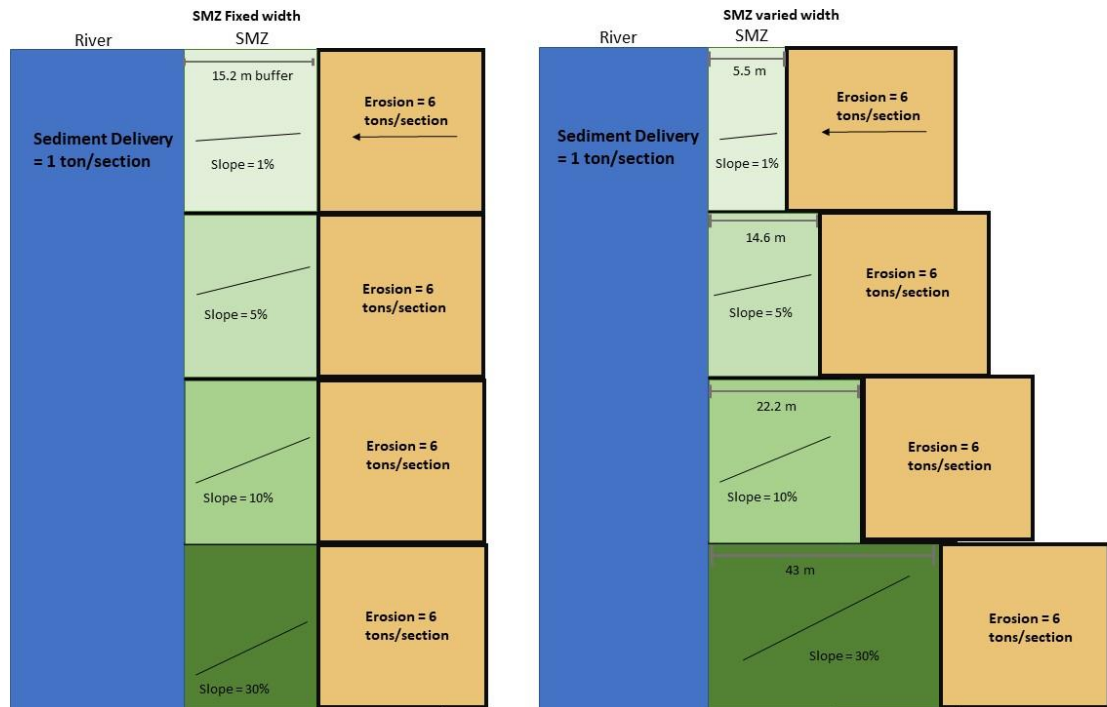 SMZ Fixed width
River
SMZ
15.2 m buffer
Sediment Delivery
= 1 ton/section
Slope = 1%
Erosion = 6
tons/section
Slope = 5%
Erosion = 6
tons/section
Slope = 10%
Erosion = 6
tons/section
Slope = 30%
Erosion = 6
tons/section
SMZ varied width
River
SMZ
5.5 m
Sediment Delivery
= 1 ton/section
Slope = 1%
Erosion = 6
tons/section
14.6 m
Slope = 5%
Erosion = 6
tons/section
22.2 m
Slope = 10%
Erosion = 6
tons/section
43 m
Slope = 30%
Erosion = 6
tons/section